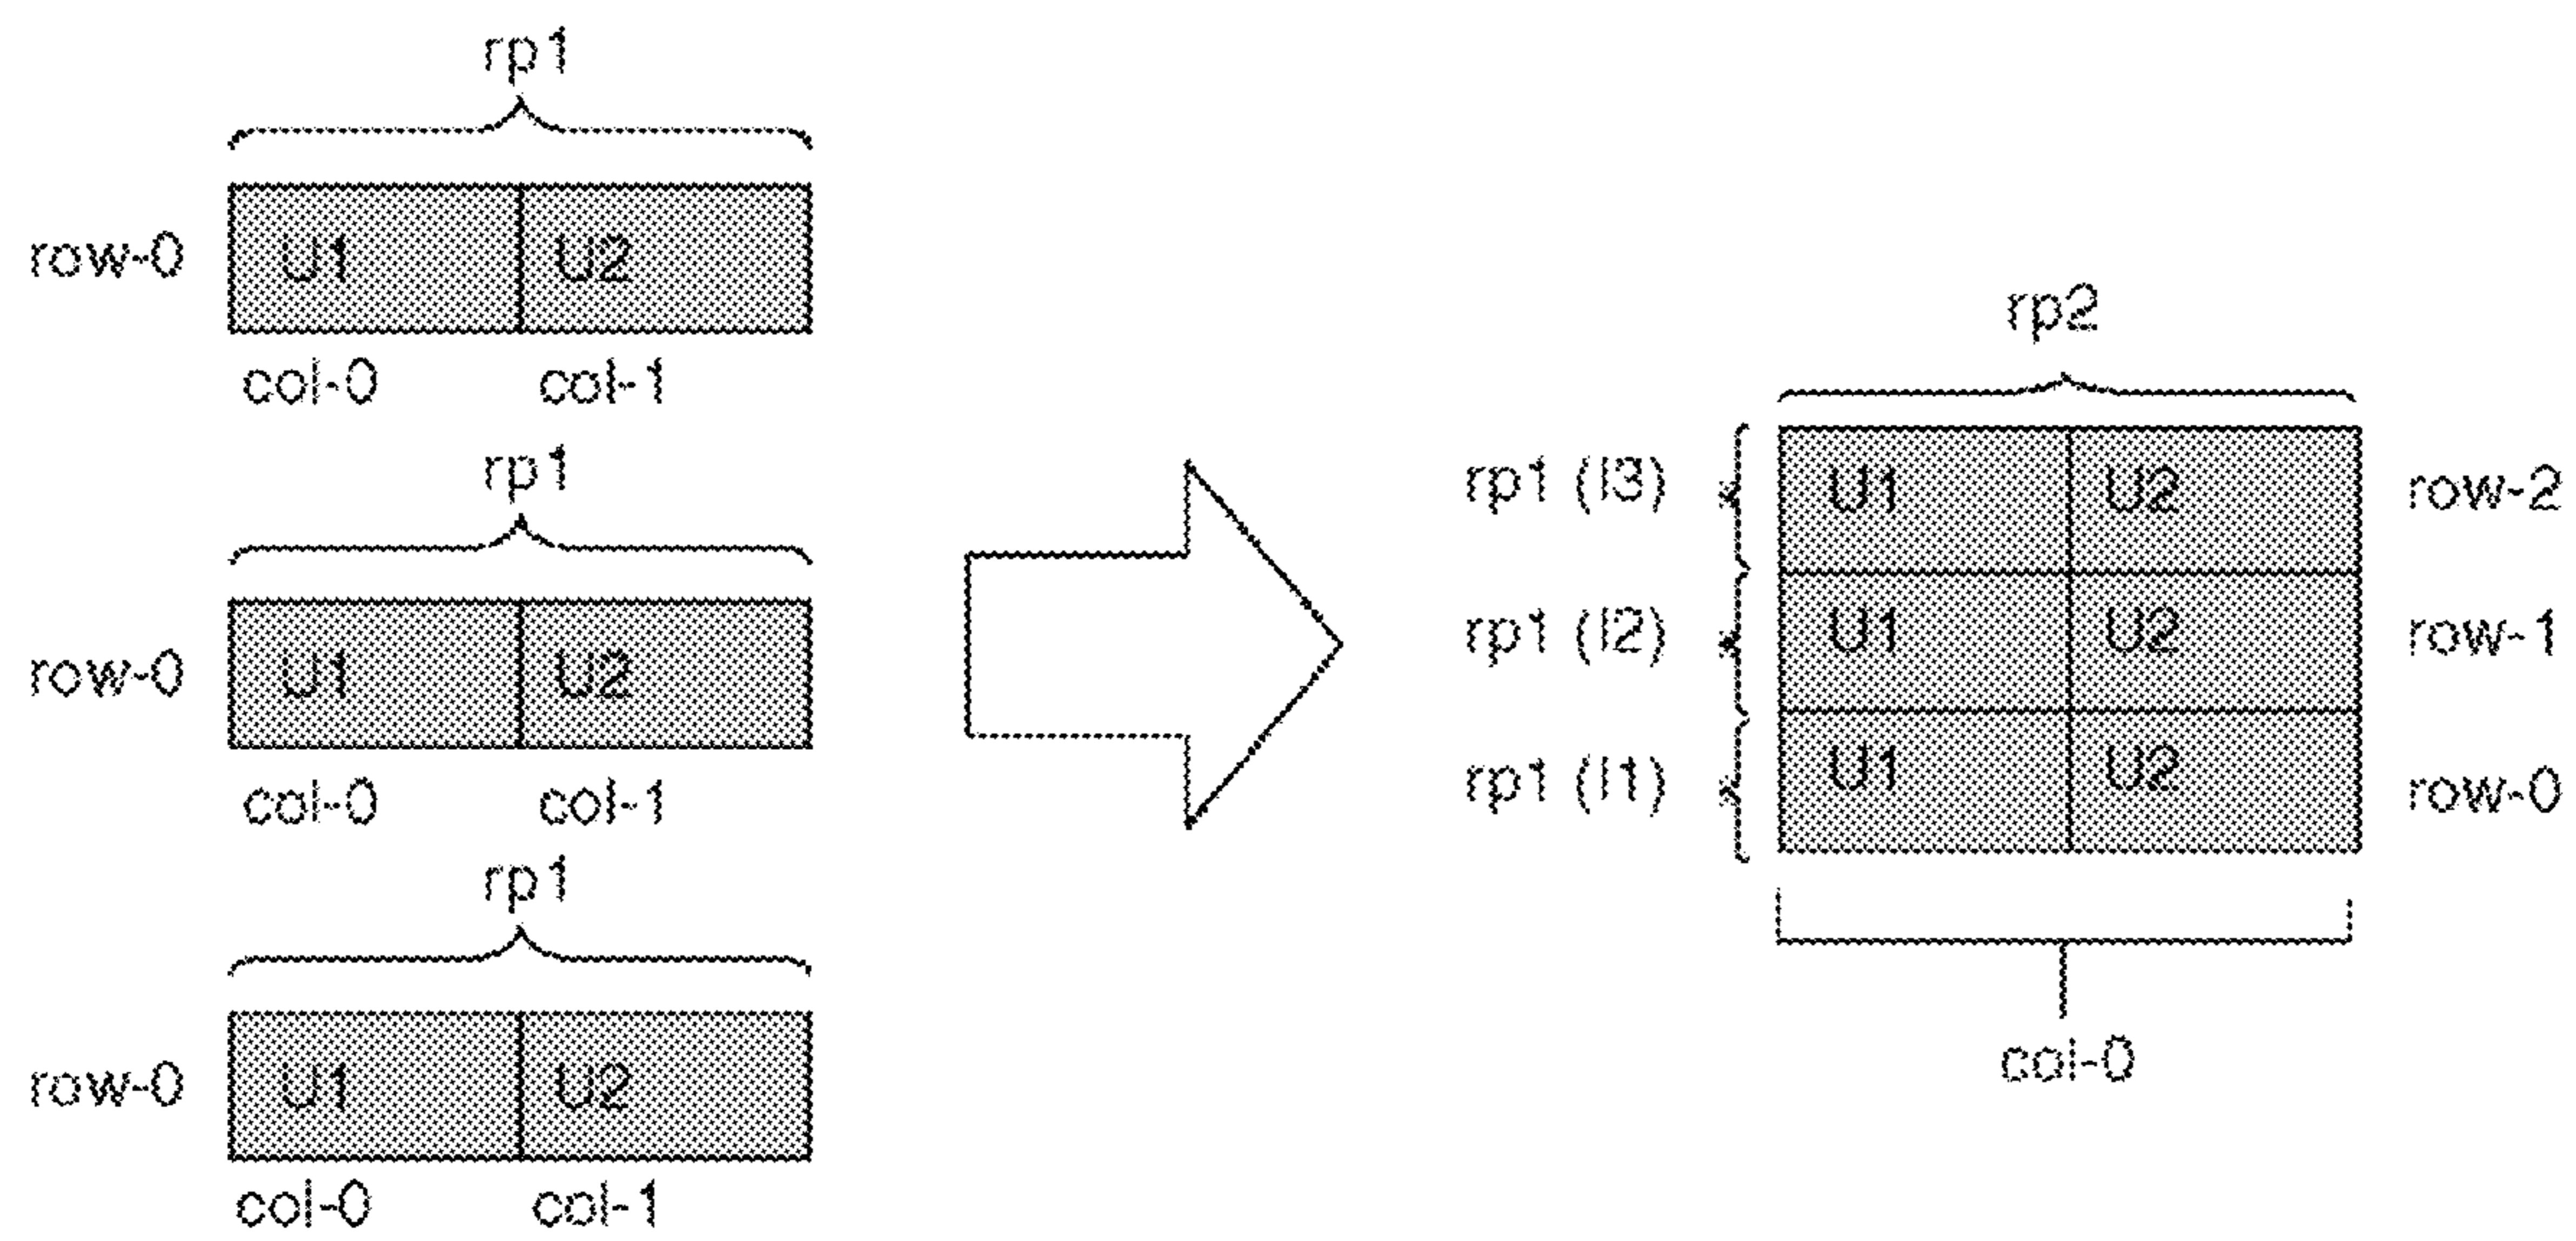 rp1
row-0 U1 U2
col-0 col-1
rp1
row-0 U1 U2
col-0 col-1
rp1
row-0 U1 U2
col-0 col-1
rp2
rp1 (I3) U1 U2 row-2
rp1 (I2) U1 U2 row-1
rp1 (I1) U1 U2 row-0
col-0